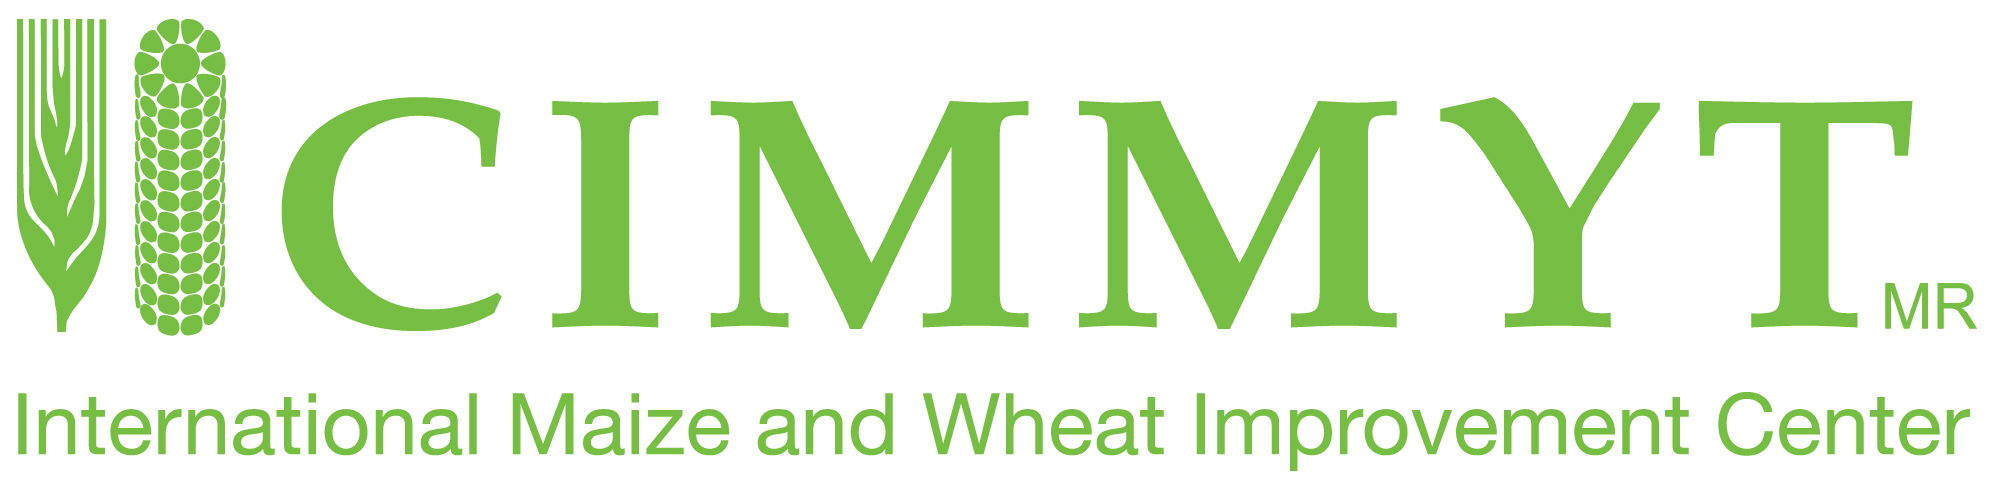 CIMMYT MR
International Maize and Wheat Improvement Center